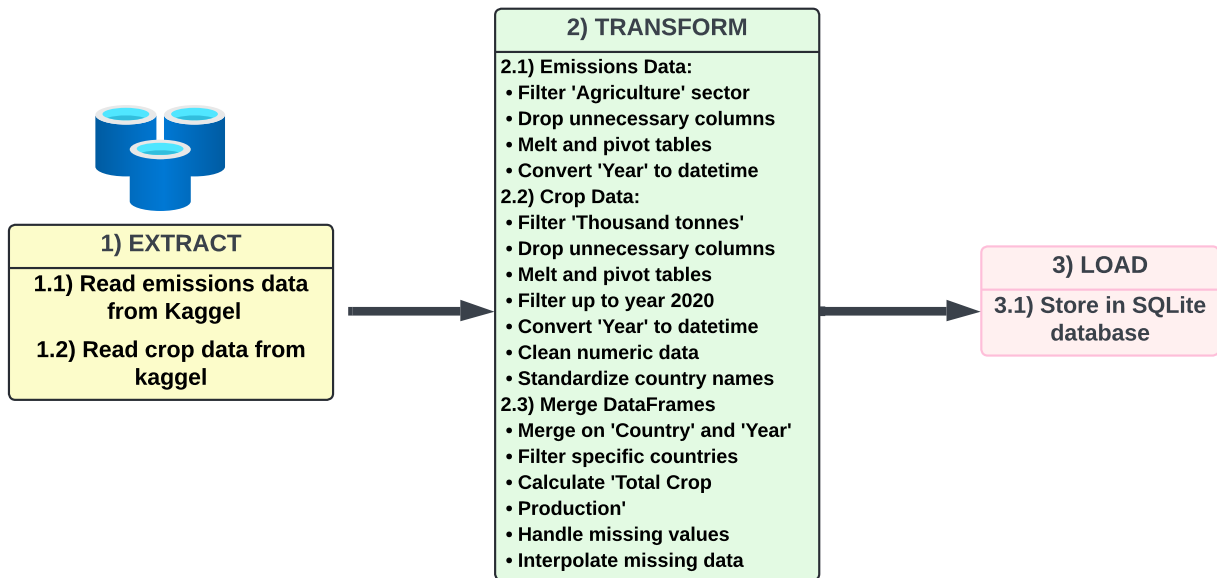 1) EXTRACT
1.1) Read emissions data
from Kaggel
1.2) Read crop data from
kaggel
2) TRANSFORM
2.1) Emissions Data:
• Filter 'Agriculture' sector
• Drop unnecessary columns
• Melt and pivot tables
• Convert 'Year' to datetime
2.2) Crop Data:
• Filter 'Thousand tonnes'
• Drop unnecessary columns
• Melt and pivot tables
• Filter up to year 2020
• Convert 'Year' to datetime
• Clean numeric data
• Standardize country names
2.3) Merge DataFrames
• Merge on 'Country' and 'Year'
• Filter specific countries
• Calculate 'Total Crop
• Production'
• Handle missing values
• Interpolate missing data
3) LOAD
3.1) Store in SQLite
database